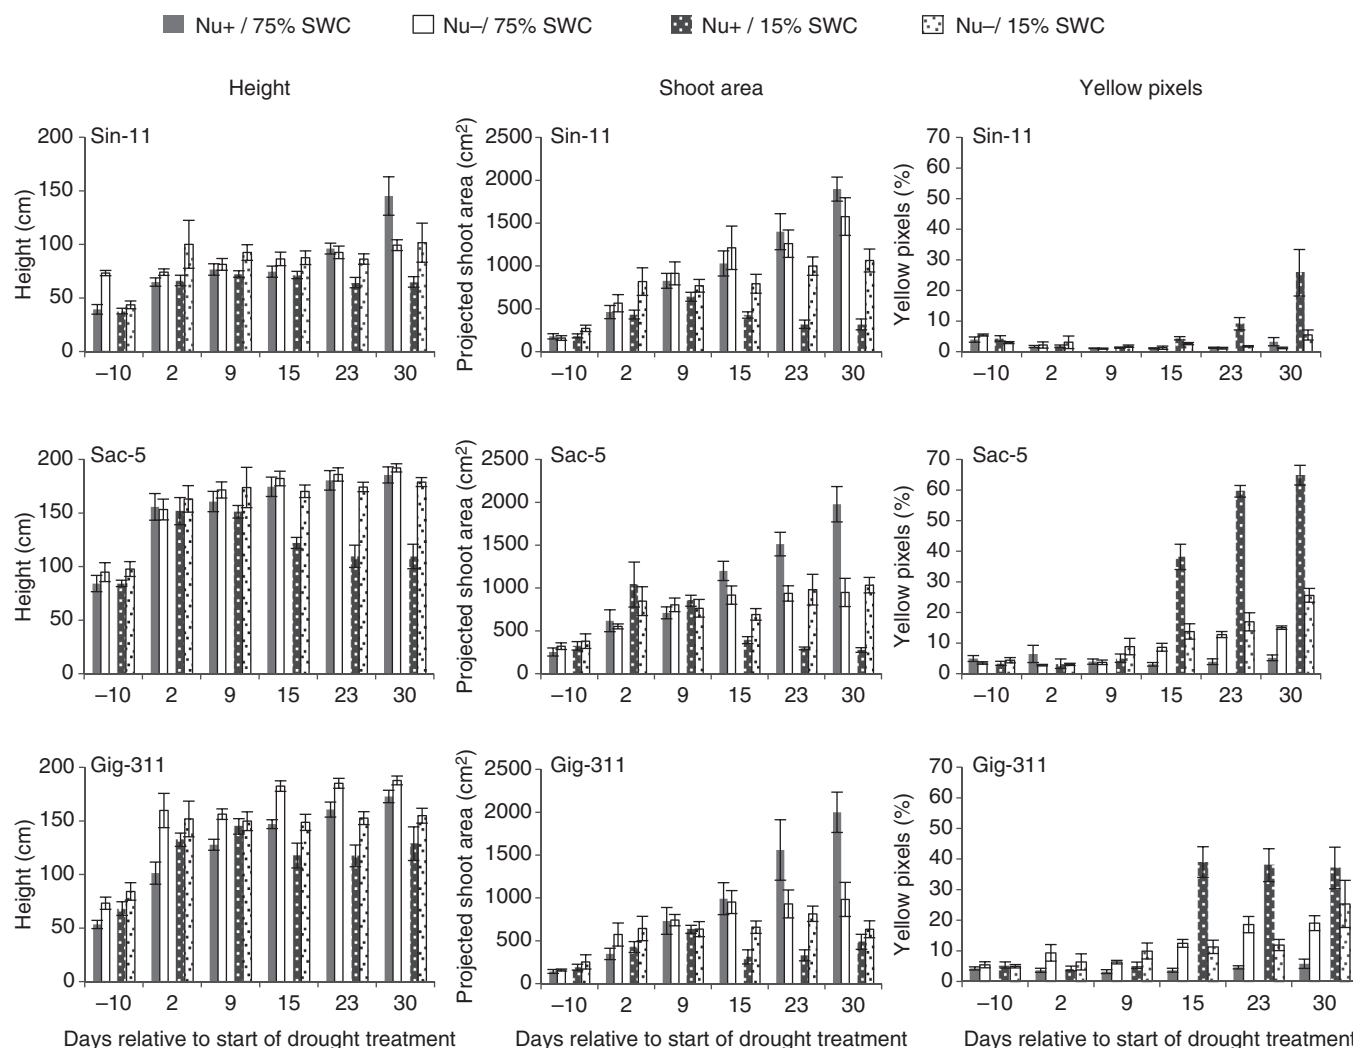 Nu+ / 75% SWC Nu–/ 75% SWC Nu+ / 15% SWC Nu–/ 15% SWC
Height Shoot area Yellow pixels
Sin-11
Height (cm)
200
150
100
50
0
–10 2 9 15 23 30
Sin-11
Projected shoot area (cm²)
2500
2000
1500
1000
500
0
–10 2 9 15 23 30
Sin-11
Yellow pixels (%)
70
60
50
40
30
20
10
0
–10 2 9 15 23 30
Sac-5
Height (cm)
200
150
100
50
0
–10 2 9 15 23 30
Sac-5
Projected shoot area (cm²)
2500
2000
1500
1000
500
0
–10 2 9 15 23 30
Sac-5
Yellow pixels (%)
70
60
50
40
30
20
10
0
–10 2 9 15 23 30
Gig-311
Height (cm)
200
150
100
50
0
–10 2 9 15 23 30
Days relative to start of drought treatment
Gig-311
Projected shoot area (cm²)
2500
2000
1500
1000
500
0
–10 2 9 15 23 30
Days relative to start of drought treatment
Gig-311
Yellow pixels (%)
70
60
50
40
30
20
10
0
–10 2 9 15 23 30
Days relative to start of drought treatment